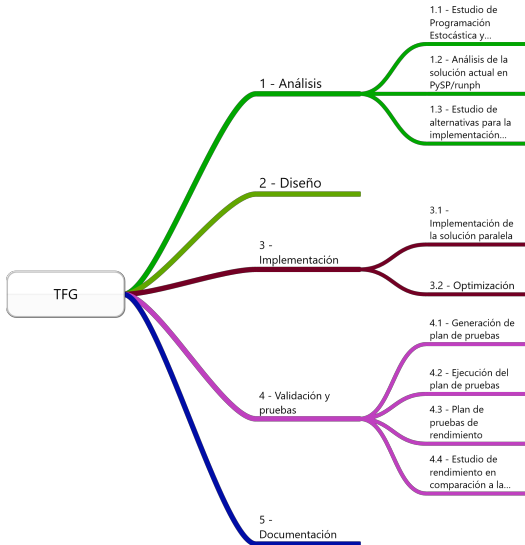 1.1 - Estudio de
Programación
Estocástica y...
1 - Análisis
1.2 - Análisis de la
solución actual en
PySP/runph
1.3 - Estudio de
alternativas para la
implementación...
2 - Diseño
3.1 -
Implementación de
la solución paralela
3 -
Implementación
3.2 - Optimización
TFG
4.1 - Generación de
plan de pruebas
4.2 - Ejecución del
plan de pruebas
4 - Validación y
pruebas
4.3 - Plan de
pruebas de
rendimiento
4.4 - Estudio de
rendimiento en
comparación a la...
5 -
Documentación